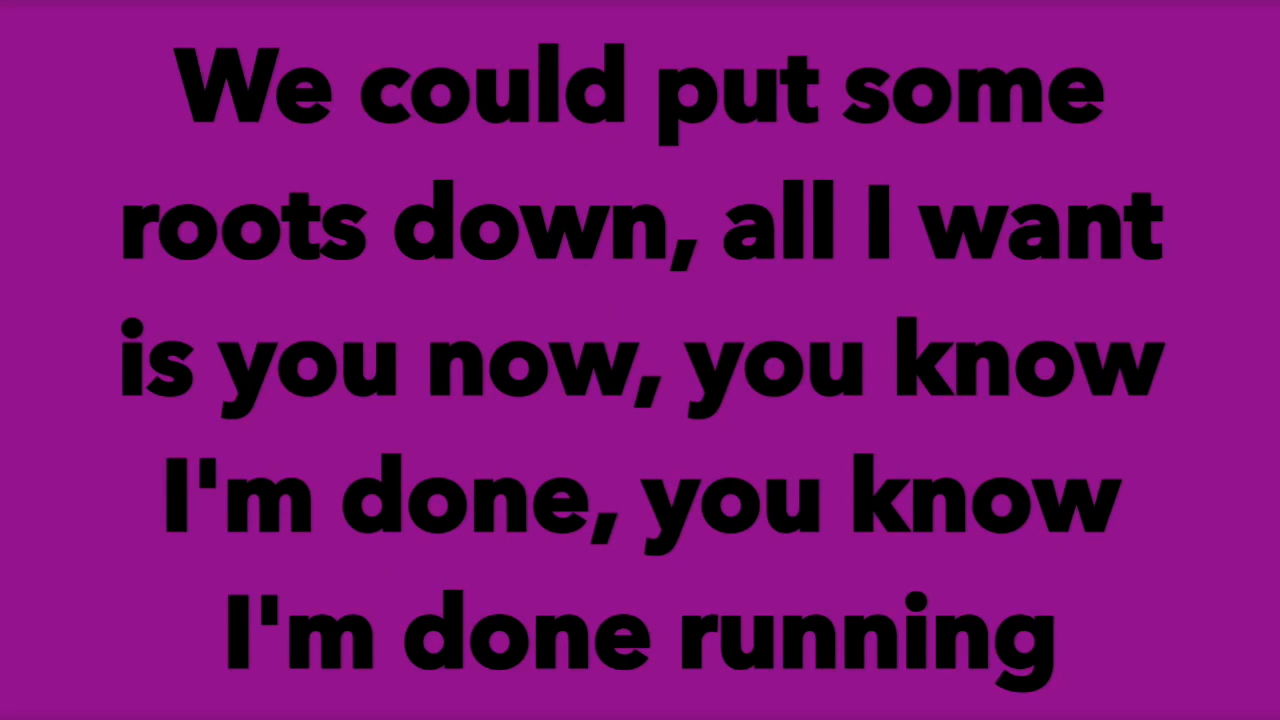 We could put some
roots down, all I want
is you now, you know
I'm done, you know
I'm done running